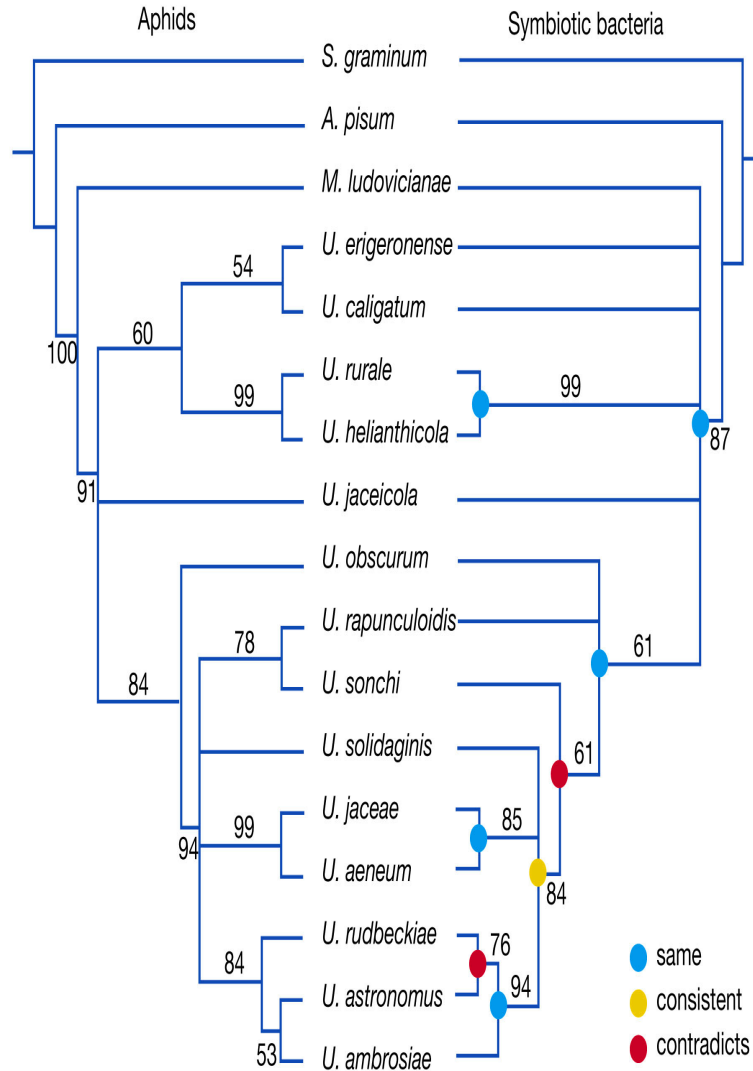 Aphids
Symbiotic bacteria
S. graminum
A. pisum
M. ludovicianae
U. erigeronense
54
U. caligatum
60
100
U. rurale
99
99
U. helianthicola
87
91
U. jaceicola
U. obscurum
U. rapunculoidis
78
61
U. sonchi
84
U. solidaginis
61
U. jaceae
99
85
94
U. aeneum
84
U. rudbeckiae
76
84
same
94
U. astronomus
consistent
53
U. ambrosiae
contradicts